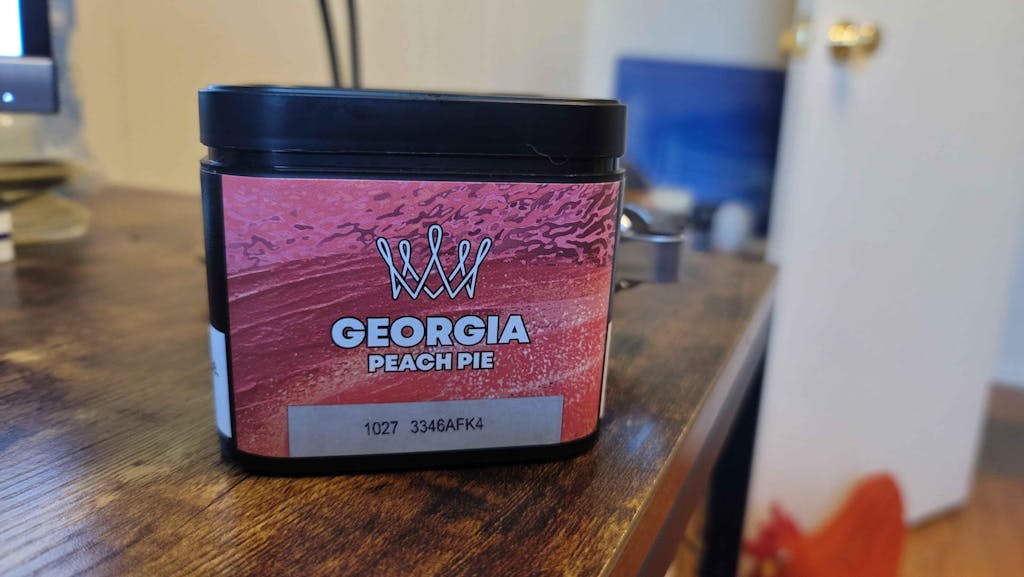 GEORGIA
PEACH PIE
1027 3346AFK4